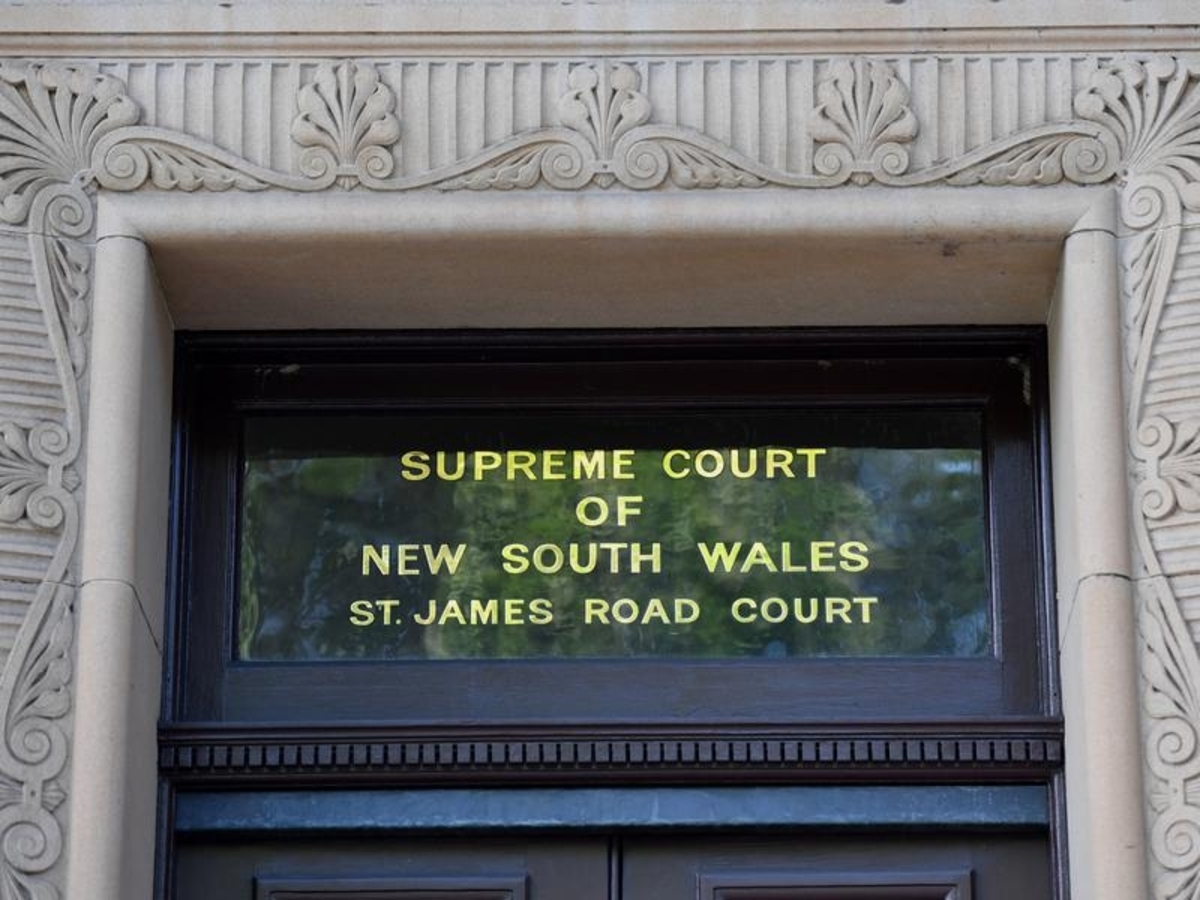 SUPREME COURT
OF
NEW SOUTH WALES
ST. JAMES ROAD COURT